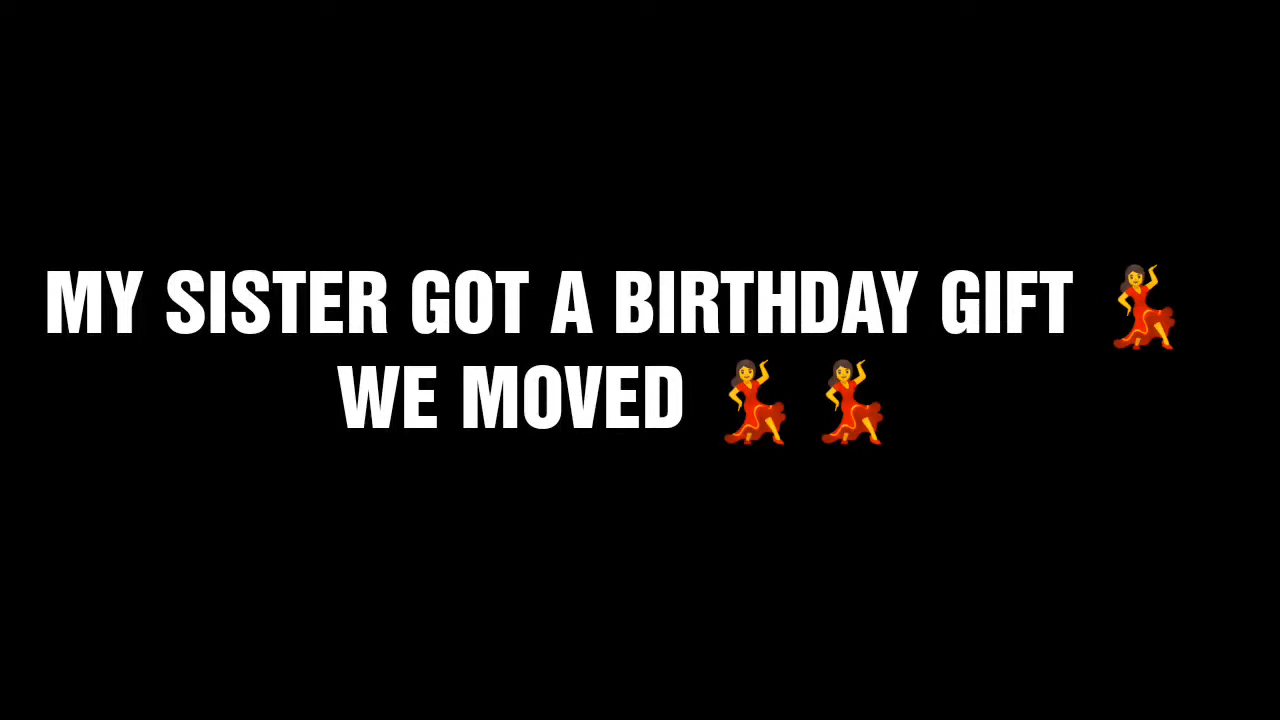 MY SISTER GOT A BIRTHDAY GIFT 💃
WE MOVED 💃 💃